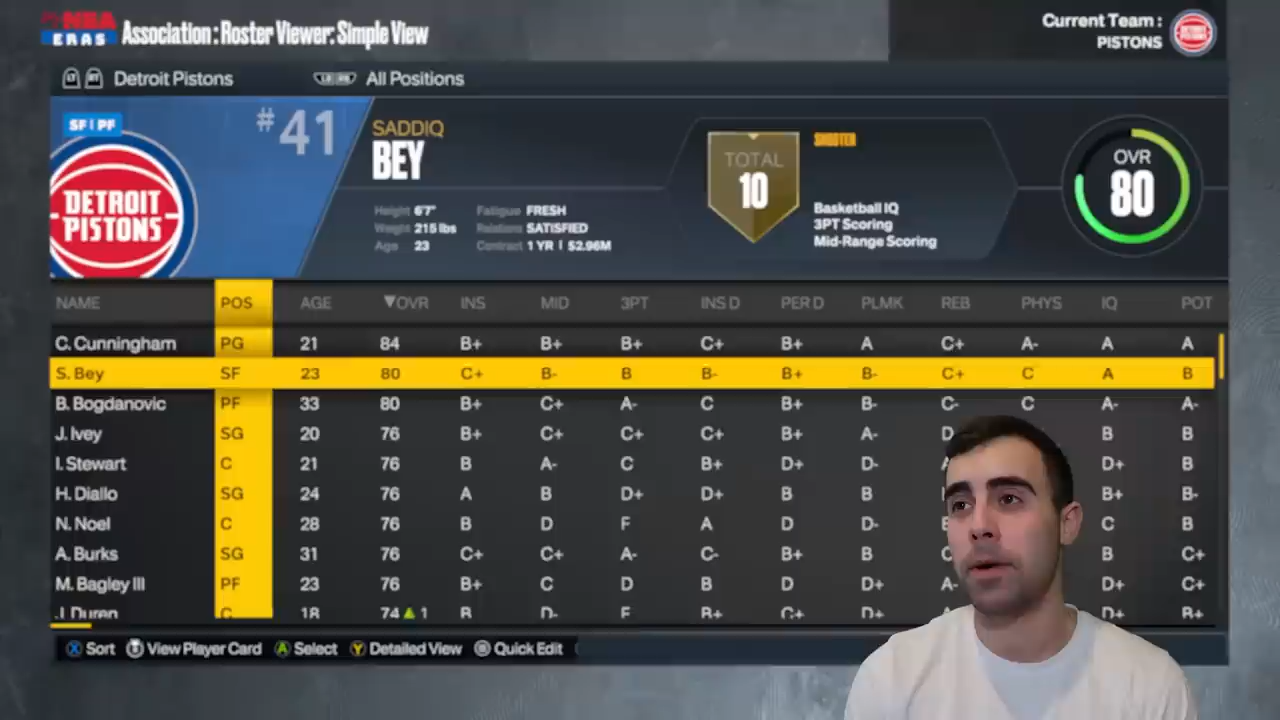 NBA
ERAS
Association: Roster Viewer: Simple View
Current Team :
PISTONS
Detroit Pistons
All Positions
SF | PF
DETROIT
PISTONS
#41
SADDIQ
BEY
Height 6'7"
Weight 215 lbs
Age 23
Fatigue FRESH
Relations SATISFIED
Contract 1 YR | $2.96M
TOTAL
10
SHOOTER
Basketball IQ
3PT Scoring
Mid-Range Scoring
OVR
80
NAME POS AGE ▼OVR INS MID 3PT INS D PER D PLMK REB PHYS IQ POT
C. Cunningham PG 21 84 B+ B+ B+ C+ B+ A C+ A- A A
S. Bey SF 23 80 C+ B- B B- B+ B- C+ C A B
B. Bogdanovic PF 33 80 B+ C+ A- C B+ B- C- C A- A-
J. Ivey SG 20 76 B+ C+ C+ C+ B+ A- B B
I. Stewart C 21 76 B A- C B+ D+ D- D+ B
H. Diallo SG 24 76 A B D+ D+ B B B+ B-
N. Noel C 28 76 B D F A D D- C B
A. Burks SG 31 76 C+ C+ A- C- B+ B B C+
M. Bagley III PF 23 76 B+ C D B D D+ A- D+ C+
J. Duren C 18 74 ▲ 1 B D- F B+ C+ D+ D+ B+
X Sort View Player Card A Select Y Detailed View Quick Edit